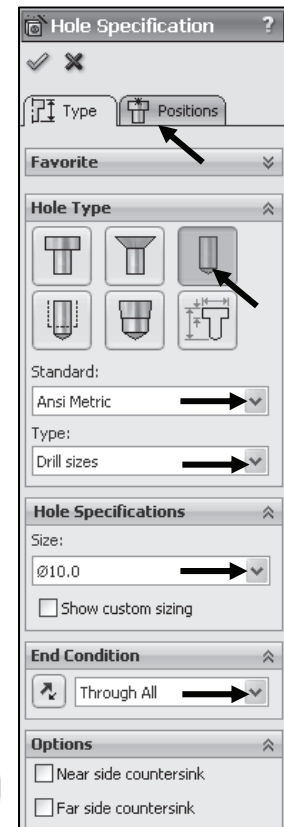 Hole Specification ?
Type Positions
Favorite
Hole Type
Standard:
Ansi Metric
Type:
Drill sizes
Hole Specifications
Size:
Ø10.0
Show custom sizing
End Condition
Through All
Options
Near side countersink
Far side countersink